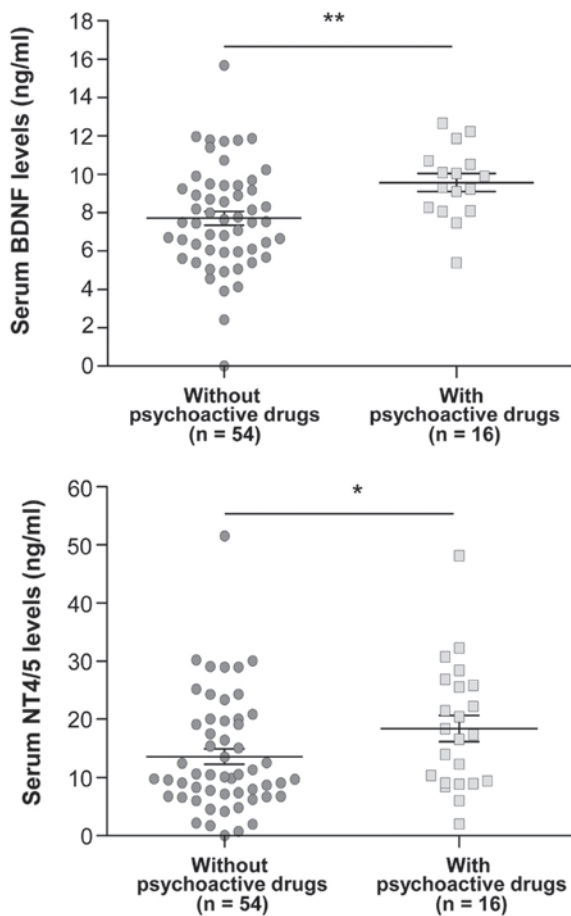 Serum BDNF levels (ng/ml)
18
16
14
12
10
8
6
4
2
0
**
Without
psychoactive drugs
(n = 54)
With
psychoactive drugs
(n = 16)
Serum NT4/5 levels (ng/ml)
60
50
40
30
20
10
0
*
Without
psychoactive drugs
(n = 54)
With
psychoactive drugs
(n = 16)